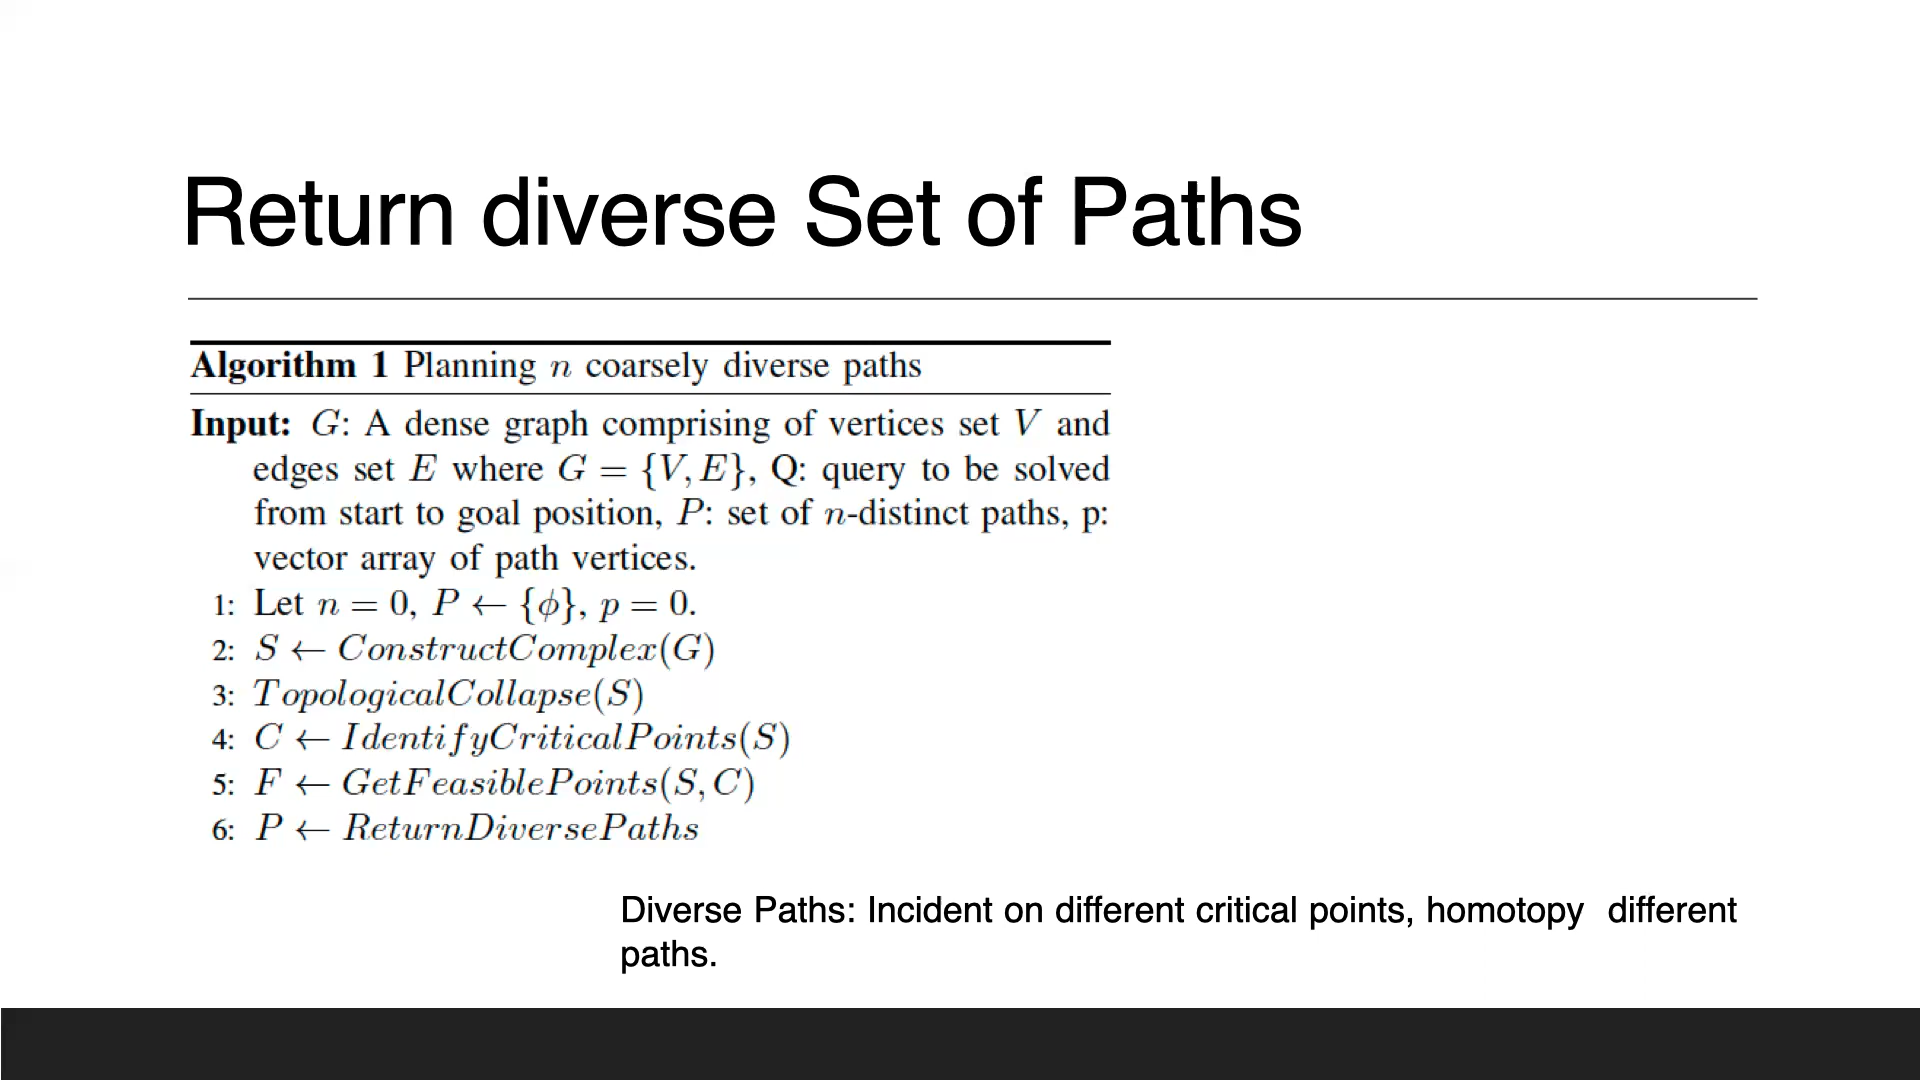 Return diverse Set of Paths
Algorithm 1 Planning n coarsely diverse paths
Input: G: A dense graph comprising of vertices set V and
edges set E where G = {V, E}, Q: query to be solved
from start to goal position, P: set of n-distinct paths, p:
vector array of path vertices.
1: Let n = 0, P ← {ϕ}, p = 0.
2: S ← ConstructComplex(G)
3: TopologicalCollapse(S)
4: C ← IdentifyCriticalPoints(S)
5: F ← GetFeasiblePoints(S, C)
6: P ← ReturnDiversePaths
Diverse Paths: Incident on different critical points, homotopy different
paths.